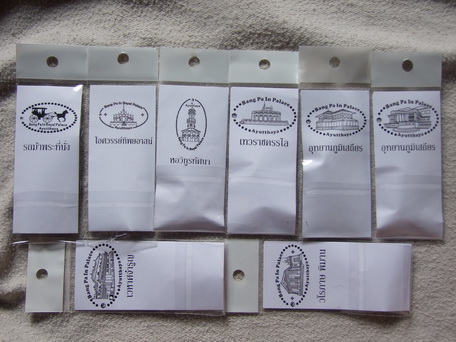 Bang Pa In Royal Palace
Ayutthaya
รถม้าพระที่นั่ง
Bang Pa In Royal Palace
ไอศวรรย์ทิพยอาสน์
หอวิฑูรทัศนา
Bang Pa In Palace
Ayutthaya
เทวราชครรไล
Bang Pa In Palace
Ayutthaya
อุทยานภูมิเสถียร
Bang Pa In Palace
Ayutthaya
อุทยานภูมิเสถียร
Bang Pa In Palace
Ayutthaya
เวหาศจำรูญ
Bang Pa In Palace
Ayutthaya
วโรภาษ พิมาน